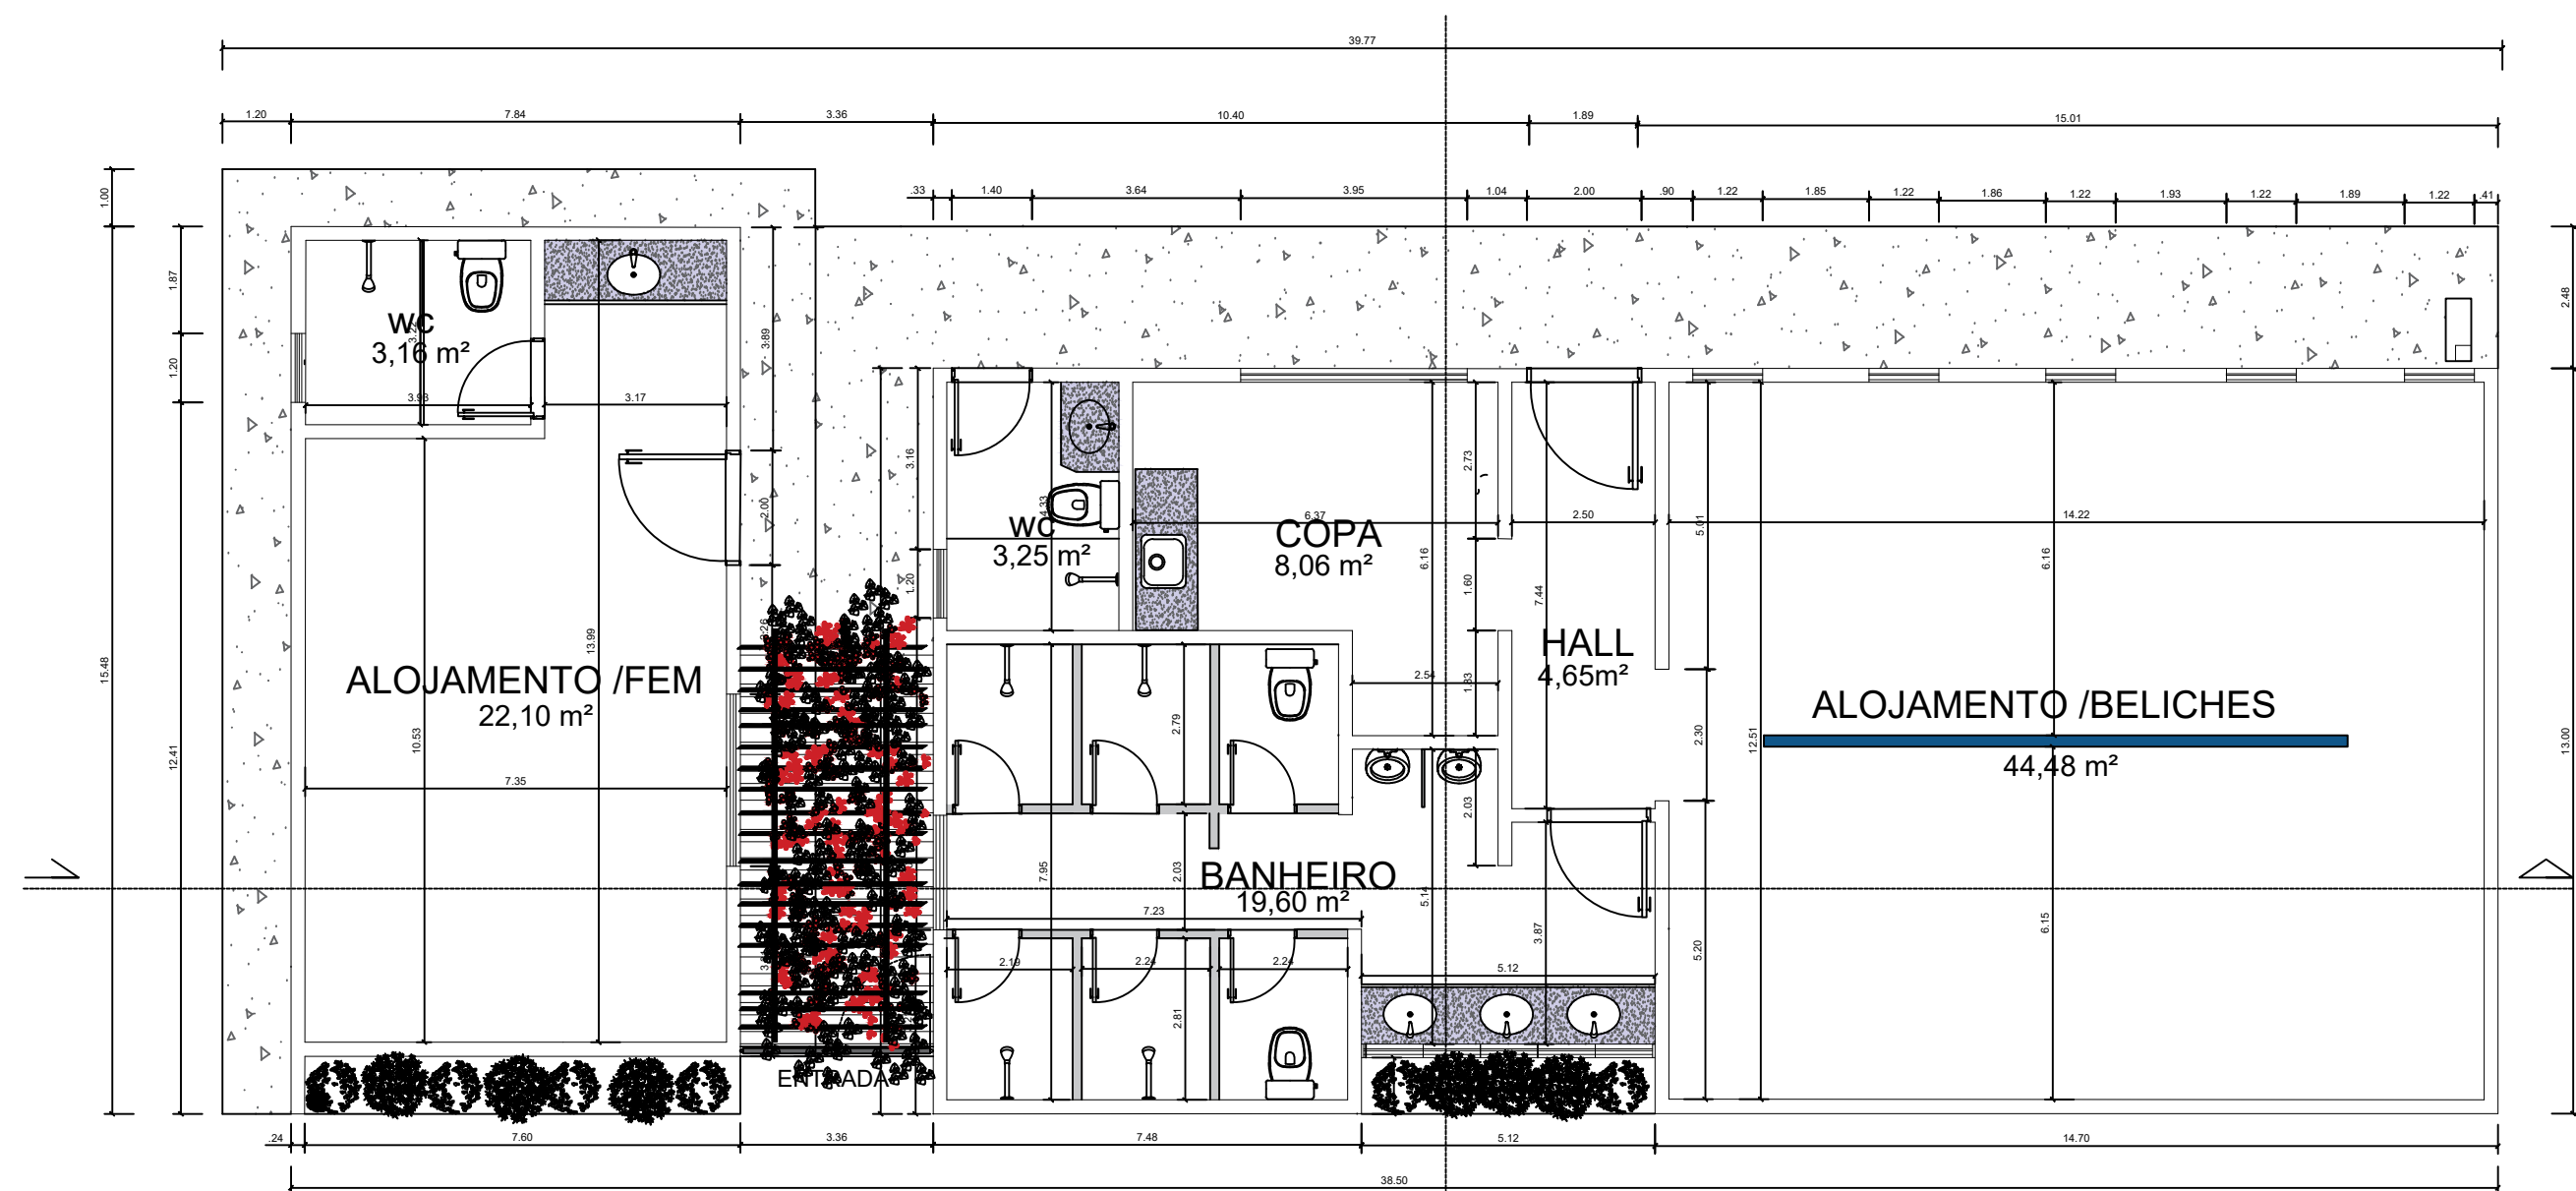 39.77
1.20 7.84 3.36 10.40 1.89 15.01
.33 1.40 3.64 3.95 1.04 2.00 .90 1.22 1.85 1.22 1.86 1.22 1.93 1.22 1.89 1.22 .41
1.00
1.87
1.20
15.48
12.41
wc
3,16 m²
3.22
3.93
3.17
3.89
2.00
13.99
10.53
ALOJAMENTO /FEM
22,10 m²
7.35
3.16
1.20
4.33
wc
3,25 m²
6.37
COPA
8,06 m²
6.16
2.73
1.60
1.83
2.54
2.50
7.44
HALL
4,65m²
5.01
14.22
6.16
2.48
ALOJAMENTO /BELICHES
44,48 m²
2.30
12.51
13.00
2.79
2.03
7.95
2.03
BANHEIRO
19,60 m²
7.23
5.14
3.87
5.20
6.15
2.19 2.24 2.24
5.12
2.81
ENTRADA
.24 7.60 3.36 7.48 5.12 14.70
38.50